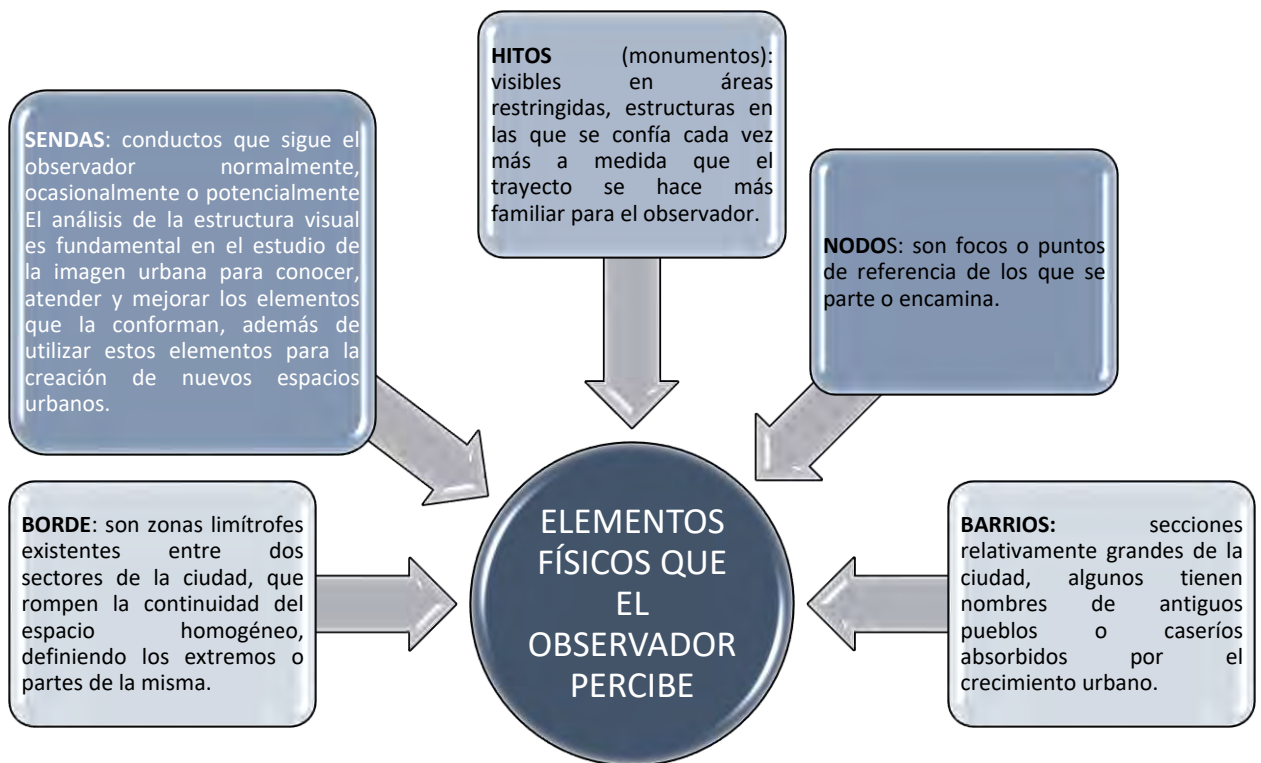 SENDAS: conductos que sigue el
observador normalmente,
ocasionalmente o potencialmente
El análisis de la estructura visual
es fundamental en el estudio de
la imagen urbana para conocer,
atender y mejorar los elementos
que la conforman, además de
utilizar estos elementos para la
creación de nuevos espacios
urbanos.
HITOS (monumentos):
visibles en áreas
restringidas, estructuras en
las que se confía cada vez
más a medida que el
trayecto se hace más
familiar para el observador.
NODOS: son focos o puntos
de referencia de los que se
parte o encamina.
BORDE: son zonas limítrofes
existentes entre dos
sectores de la ciudad, que
rompen la continuidad del
espacio homogéneo,
definiendo los extremos o
partes de la misma.
ELEMENTOS
FÍSICOS QUE
EL
OBSERVADOR
PERCIBE
BARRIOS: secciones
relativamente grandes de la
ciudad, algunos tienen
nombres de antiguos
pueblos o caseríos
absorbidos por el
crecimiento urbano.